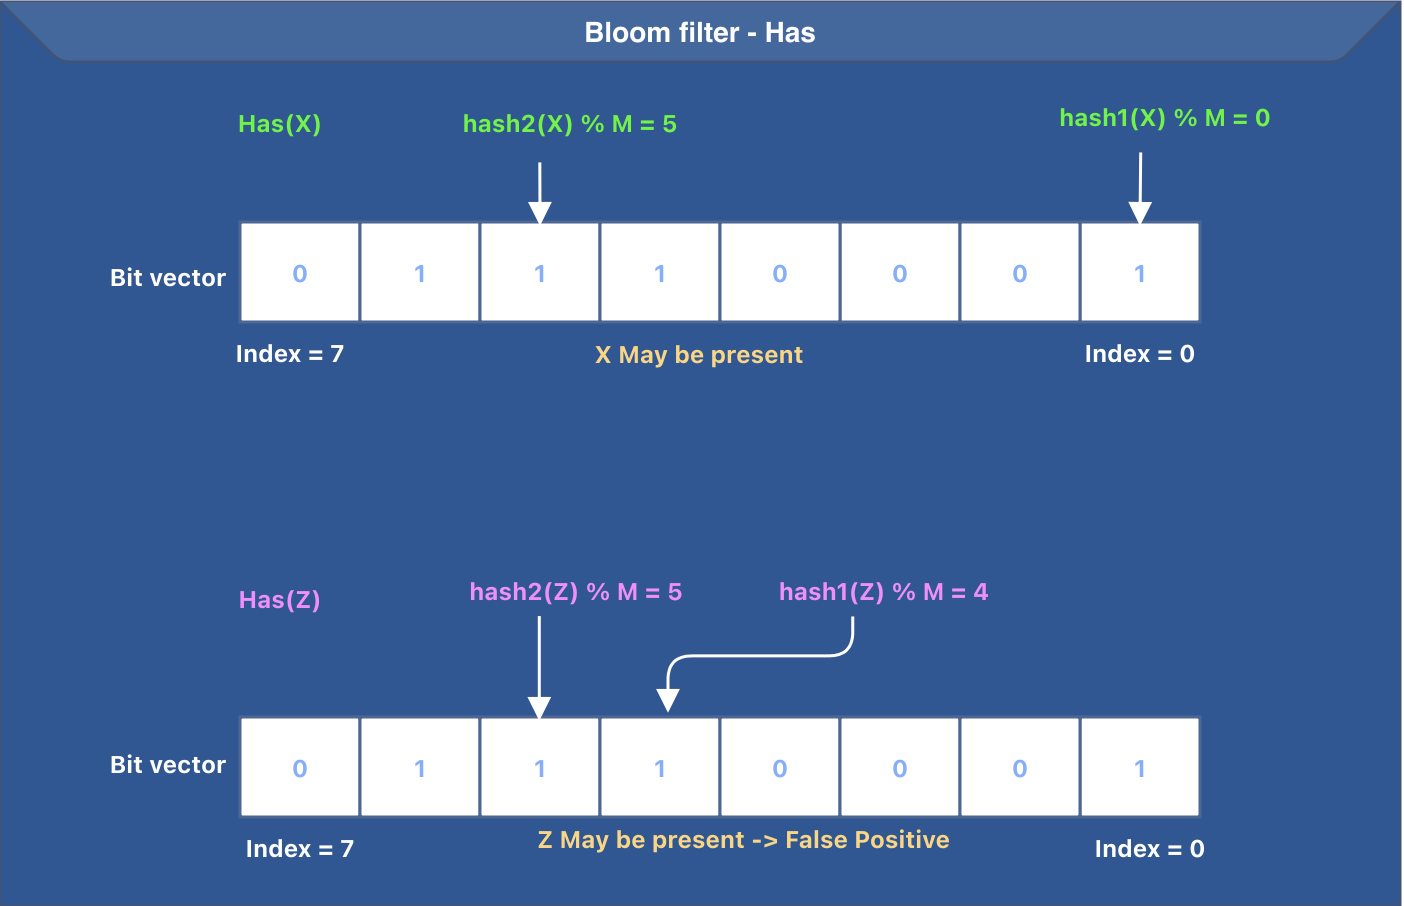 Bloom filter - Has
Has(X)
hash2(X) % M = 5
hash1(X) % M = 0
Bit vector
0 1 1 1 0 0 0 1
Index = 7
X May be present
Index = 0
Has(Z)
hash2(Z) % M = 5
hash1(Z) % M = 4
Bit vector
0 1 1 1 0 0 0 1
Index = 7
Z May be present -> False Positive
Index = 0